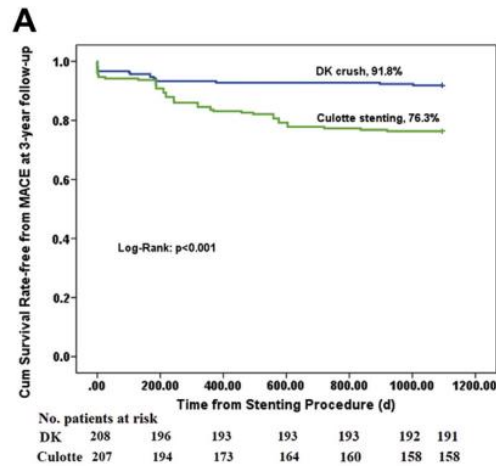 A
Cum Survival Rate-free from MACE at 3-year follow-up
1.0
0.8
0.6
0.4
0.2
0.0
DK crush, 91.8%
Culotte stenting, 76.3%
Log-Rank: p<0.001
.00 200.00 400.00 600.00 800.00 1000.00 1200.00
Time from Stenting Procedure (d)
No. patients at risk
DK 208 196 193 193 193 192 191
Culotte 207 194 173 164 160 158 158